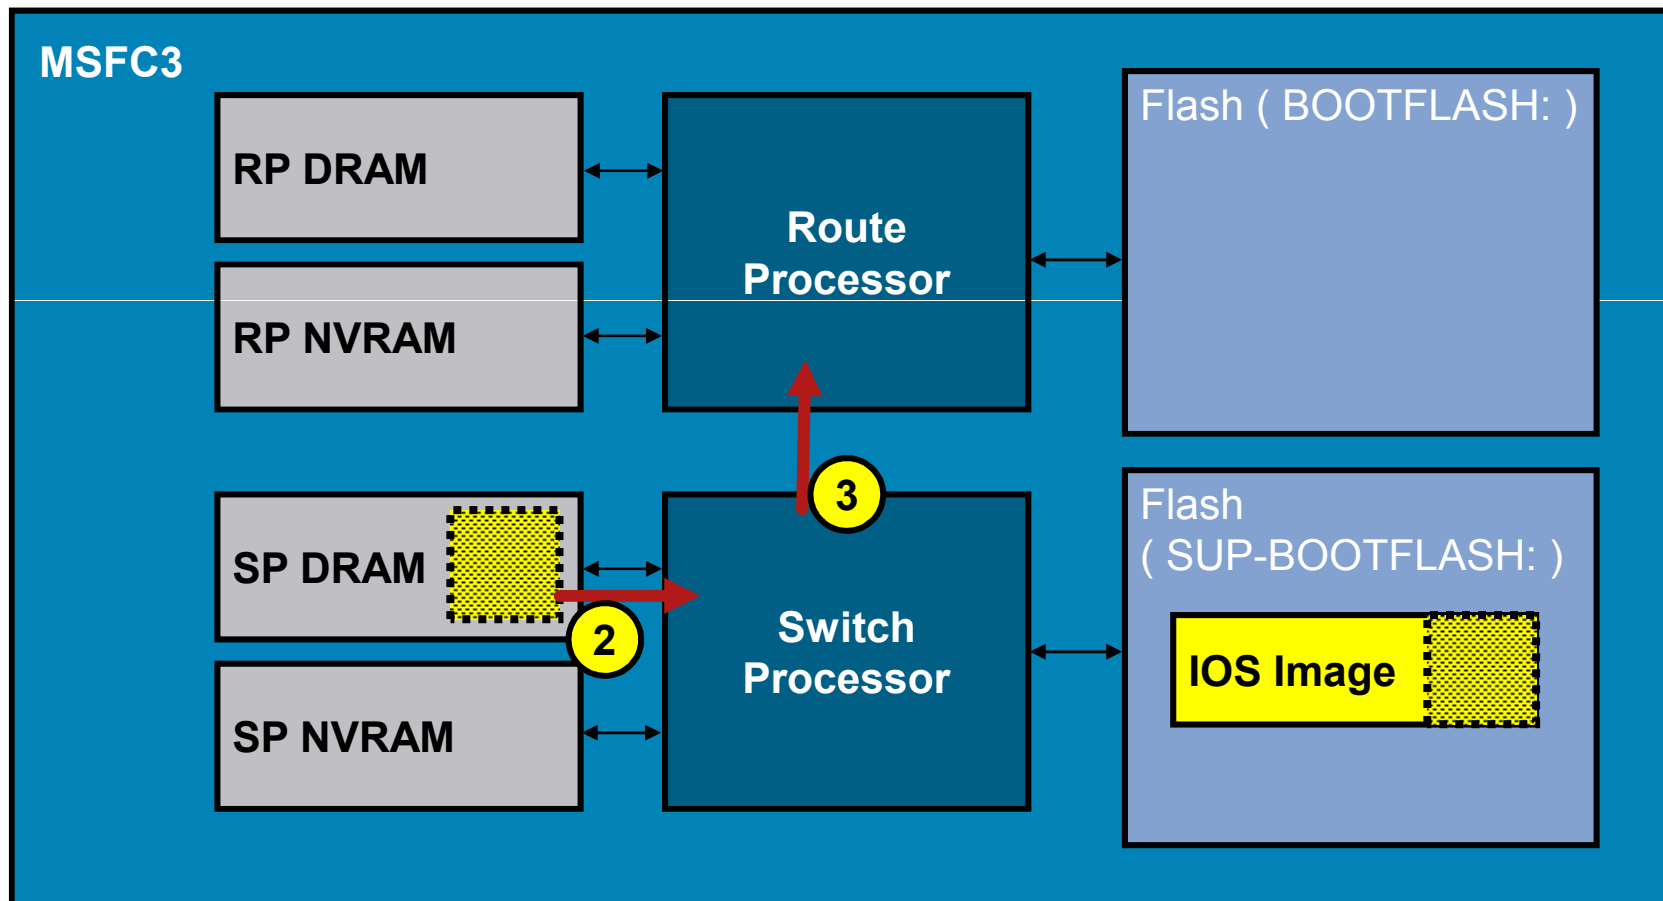 MSFC3
RP DRAM
RP NVRAM
Route
Processor
Flash ( BOOTFLASH: )
3
SP DRAM
2
SP NVRAM
Switch
Processor
Flash
( SUP-BOOTFLASH: )
IOS Image